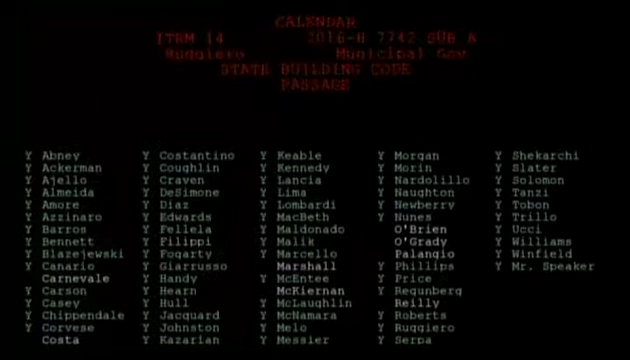 CALENDAR
ITEM 14 2016-H 7742 SUB A
Ruggiero Municipal Gov
STATE BUILDING CODE
PASSAGE
Y Abney Y Costantino Y Keable Y Morgan Y Shekarchi
Y Ackerman Y Coughlin Y Kennedy Y Morin Y Slater
Y Ajello Y Craven Y Lancia Y Nardolillo Y Solomon
Y Almeida Y DeSimone Y Lima Y Naughton Y Tanzi
Y Amore Y Diaz Y Lombardi Y Newberry Y Tobon
Y Azzinaro Y Edwards Y MacBeth Y Nunes Y Trillo
Y Barros Y Fellela Y Maldonado O'Brien Y Ucci
Y Bennett Y Filippi Y Malik O'Grady Y Williams
Y Blazejewski Y Fogarty Y Marcello Palangio Y Winfield
Y Canario Y Giarrusso Marshall Y Phillips Y Mr. Speaker
Carnevale Y Handy Y McEntee Y Price
Y Carson Y Hearn McKiernan Y Regunberg
Y Casey Y Hull Y McLaughlin Reilly
Y Chippendale Y Jacquard Y McNamara Y Roberts
Y Corvese Y Johnston Y Melo Y Ruggiero
Costa Y Kazarian Y Messier Y Serpa